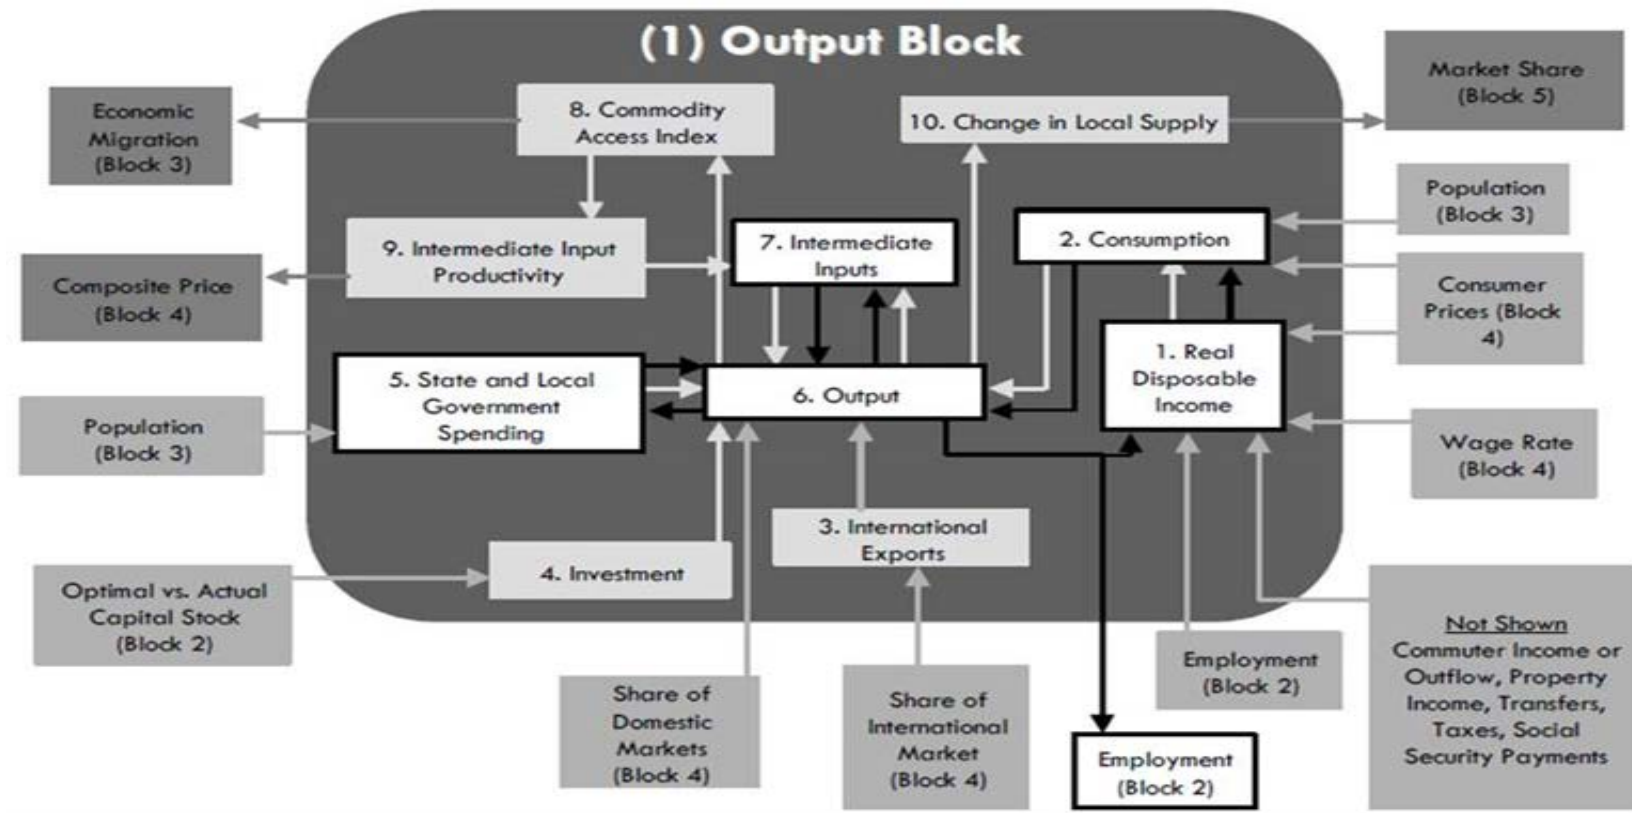 (1) Output Block
Economic
Migration
(Block 3)
8. Commodity
Access Index
10. Change in Local Supply
Market Share
(Block 5)
Population
(Block 3)
9. Intermediate Input
Productivity
7. Intermediate
Inputs
2. Consumption
Composite Price
(Block 4)
Consumer
Prices (Block
4)
5. State and Local
Government
Spending
6. Output
1. Real
Disposable
Income
Population
(Block 3)
Wage Rate
(Block 4)
3. International
Exports
4. Investment
Optimal vs. Actual
Capital Stock
(Block 2)
Share of
Domestic
Markets
(Block 4)
Share of
International
Market
(Block 4)
Employment
(Block 2)
Employment
(Block 2)
Not Shown
Commuter Income or
Outflow, Property
Income, Transfers,
Taxes, Social
Security Payments